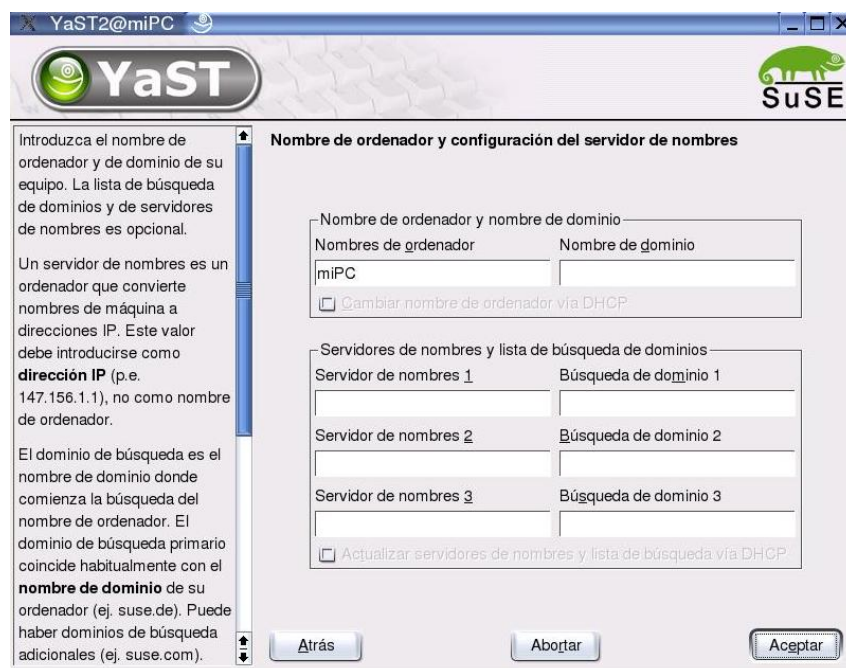 YaST2@miPC
YaST
SuSE
Introduzca el nombre de
ordenador y de dominio de su
equipo. La lista de búsqueda
de dominios y de servidores
de nombres es opcional.
Un servidor de nombres es un
ordenador que convierte
nombres de máquina a
direcciones IP. Este valor
debe introducirse como
dirección IP (p.e.
147.156.1.1), no como nombre
de ordenador.
El dominio de búsqueda es el
nombre de dominio donde
comienza la búsqueda del
nombre de ordenador. El
dominio de búsqueda primario
coincide habitualmente con el
nombre de dominio de su
ordenador (ej. suse.de). Puede
haber dominios de búsqueda
adicionales (ej. suse.com).
Nombre de ordenador y configuración del servidor de nombres
Nombre de ordenador y nombre de dominio
Nombres de ordenador Nombre de dominio
miPC
Cambiar nombre de ordenador vía DHCP
Servidores de nombres y lista de búsqueda de dominios
Servidor de nombres 1 Búsqueda de dominio 1
Servidor de nombres 2 Búsqueda de dominio 2
Servidor de nombres 3 Búsqueda de dominio 3
Actualizar servidores de nombres y lista de búsqueda vía DHCP
Atrás Abortar Aceptar